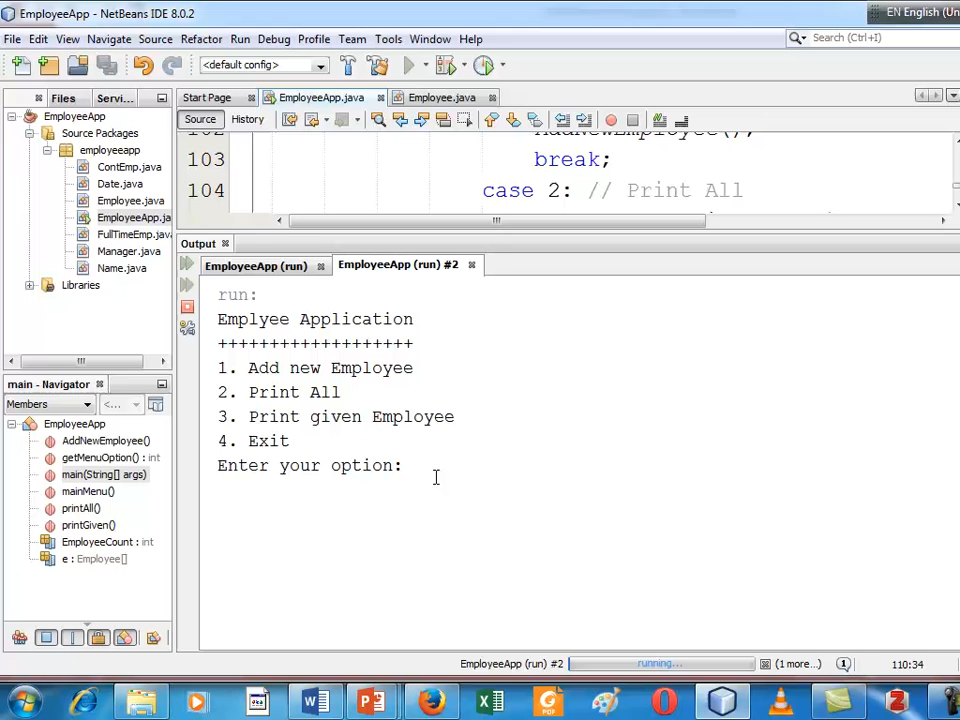 EmployeeApp - NetBeans IDE 8.0.2
EN English (Un
File Edit View Navigate Source Refactor Run Debug Profile Team Tools Window Help
<default config>
Search (Ctrl+I)
Files Servi...
Start Page EmployeeApp.java Employee.java
Source History
EmployeeApp
Source Packages
employeeapp
ContEmp.java
Date.java
Employee.java
EmployeeApp.ja
FullTimeEmp.java
Manager.java
Name.java
Libraries
102 AddNewEmployee();
103 break;
104 case 2: // Print All
Output
EmployeeApp (run) EmployeeApp (run) #2
run:
Emplyee Application
+++++++++++++++++++
1. Add new Employee
2. Print All
3. Print given Employee
4. Exit
Enter your option:
main - Navigator
Members <...
EmployeeApp
AddNewEmployee()
getMenuOption() : int
main(String[] args)
mainMenu()
printAll()
printGiven()
EmployeeCount : int
e : Employee[]
EmployeeApp (run) #2 running... (1 more...) 1 110:34